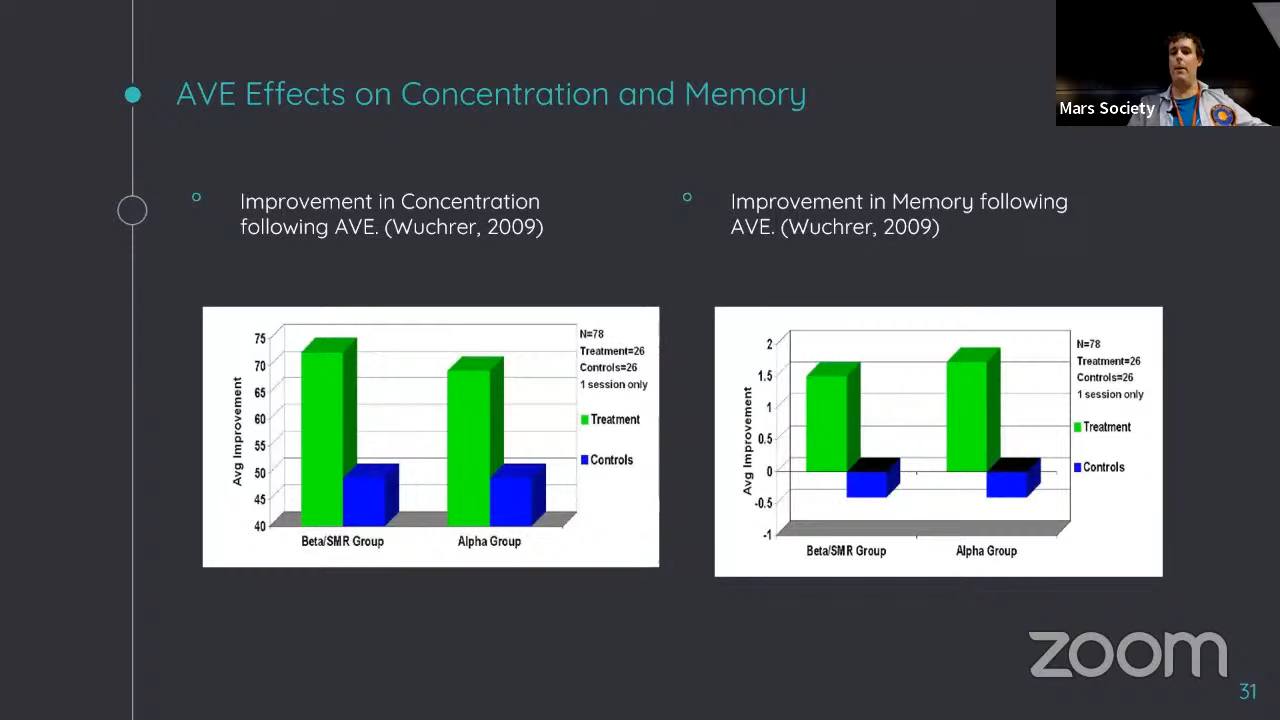 AVE Effects on Concentration and Memory
Mars Society
Improvement in Concentration
following AVE. (Wuchrer, 2009)
Improvement in Memory following
AVE. (Wuchrer, 2009)
75
70
65
60
55
50
45
40
Avg Improvement
N=78
Treatment=26
Controls=26
1 session only
Treatment
Controls
Beta/SMR Group
Alpha Group
2
1.5
1
0.5
0
-0.5
-1
Avg Improvement
N=78
Treatment=26
Controls=26
1 session only
Treatment
Controls
Beta/SMR Group
Alpha Group
zoom
31